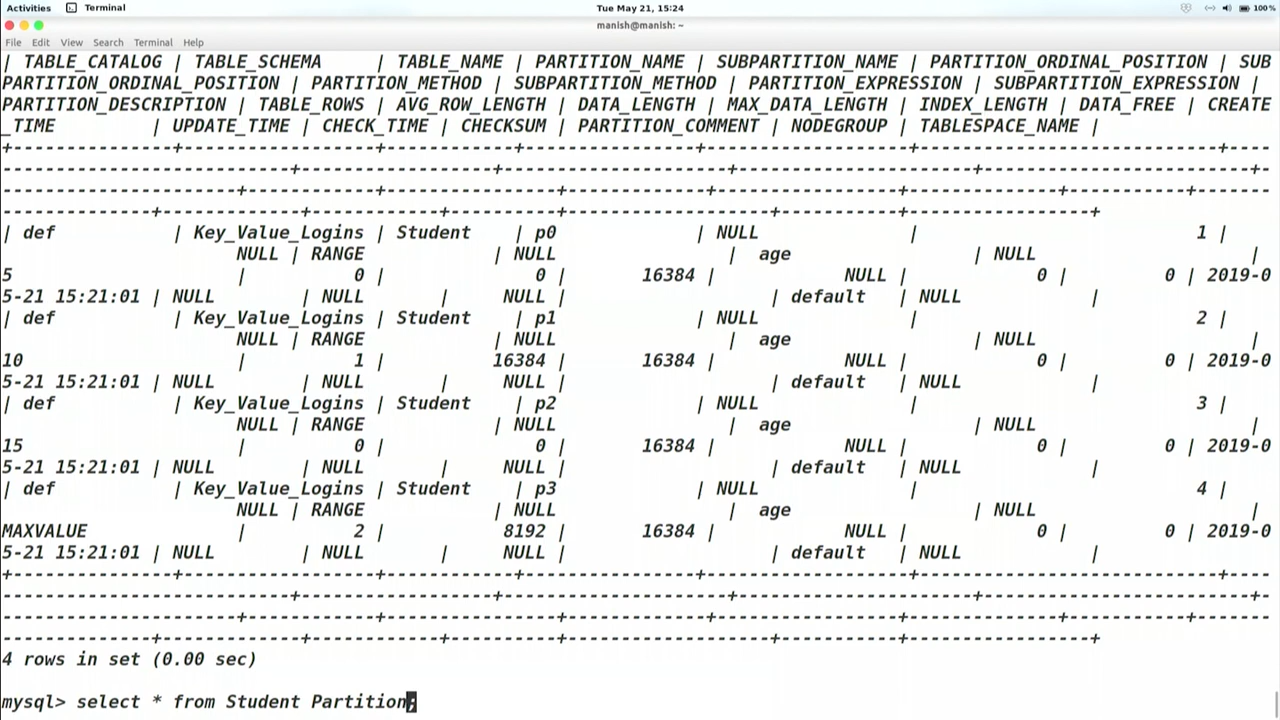 Activities Terminal Tue May 21, 15:24 100%
manish@manish: ~
File Edit View Search Terminal Help
| TABLE_CATALOG | TABLE_SCHEMA | TABLE_NAME | PARTITION_NAME | SUBPARTITION_NAME | PARTITION_ORDINAL_POSITION | SUB
PARTITION_ORDINAL_POSITION | PARTITION_METHOD | SUBPARTITION_METHOD | PARTITION_EXPRESSION | SUBPARTITION_EXPRESSION |
PARTITION_DESCRIPTION | TABLE_ROWS | AVG_ROW_LENGTH | DATA_LENGTH | MAX_DATA_LENGTH | INDEX_LENGTH | DATA_FREE | CREATE
_TIME | UPDATE_TIME | CHECK_TIME | CHECKSUM | PARTITION_COMMENT | NODEGROUP | TABLESPACE_NAME |
| def | Key_Value_Logins | Student | p0 | NULL | 1 |
NULL | RANGE | NULL | age | NULL |
5 | 0 | 0 | 16384 | NULL | 0 | 0 | 2019-0
5-21 15:21:01 | NULL | NULL | NULL | | default | NULL |
| def | Key_Value_Logins | Student | p1 | NULL | 2 |
NULL | RANGE | NULL | age | NULL |
10 | 1 | 16384 | 16384 | NULL | 0 | 0 | 2019-0
5-21 15:21:01 | NULL | NULL | NULL | | default | NULL |
| def | Key_Value_Logins | Student | p2 | NULL | 3 |
NULL | RANGE | NULL | age | NULL |
15 | 0 | 0 | 16384 | NULL | 0 | 0 | 2019-0
5-21 15:21:01 | NULL | NULL | NULL | | default | NULL |
| def | Key_Value_Logins | Student | p3 | NULL | 4 |
NULL | RANGE | NULL | age | NULL |
MAXVALUE | 2 | 8192 | 16384 | NULL | 0 | 0 | 2019-0
5-21 15:21:01 | NULL | NULL | NULL | | default | NULL |
4 rows in set (0.00 sec)
mysql> select * from Student Partition;